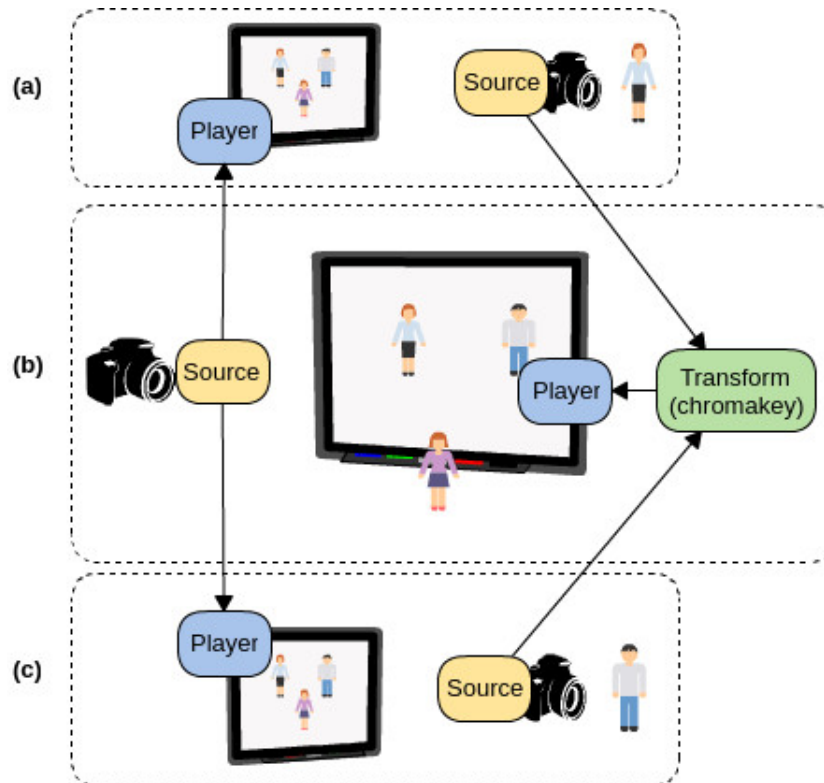 (a)
Player
Source
(b)
Source
Player
Transform
(chromakey)
(c)
Player
Source